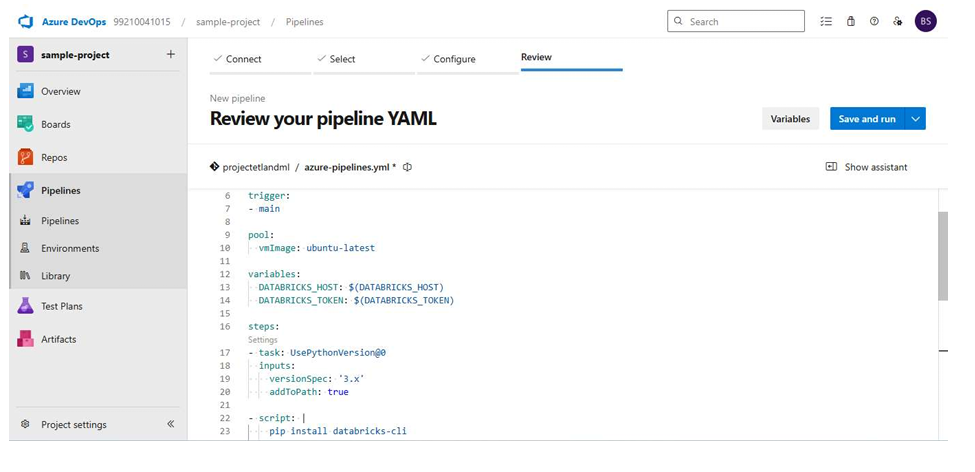 Azure DevOps 99210041015 / sample-project / Pipelines Search BS
S sample-project +
Connect Select Configure Review
Overview
Boards
Repos
Pipelines
Pipelines
Environments
Library
Test Plans
Artifacts
Project settings
New pipeline
Review your pipeline YAML
Variables Save and run
projectetlandml / azure-pipelines.yml * Show assistant
6 trigger:
7 - main
8
9 pool:
10 vmImage: ubuntu-latest
11
12 variables:
13 DATABRICKS_HOST: $(DATABRICKS_HOST)
14 DATABRICKS_TOKEN: $(DATABRICKS_TOKEN)
15
16 steps:
Settings
17 - task: UsePythonVersion@0
18 inputs:
19 versionSpec: '3.x'
20 addToPath: true
21
22 - script: |
23 pip install databricks-cli